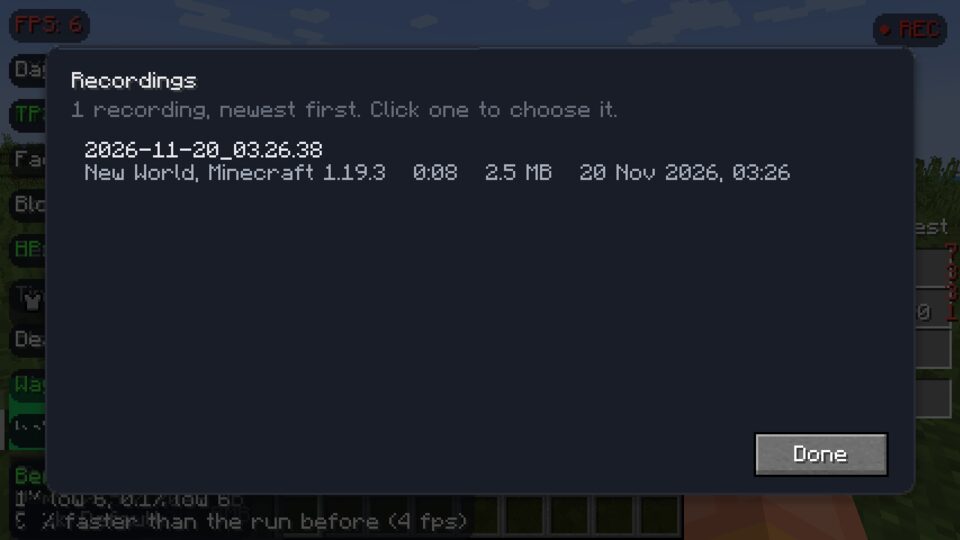 FPS: 6
REC
Recordings
1 recording, newest first. Click one to choose it.
2026-11-20_03.26.38
New World, Minecraft 1.19.3 0:08 2.5 MB 20 Nov 2026, 03:26
Done
faster than the run before (4 fps)